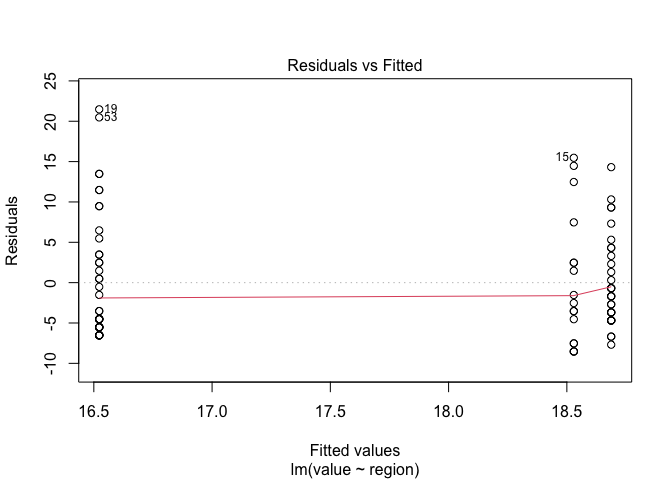 Residuals vs Fitted
25
20
15
10
5
0
-5
-10
Residuals
19
53
15
16.5 17.0 17.5 18.0 18.5
Fitted values
lm(value ~ region)